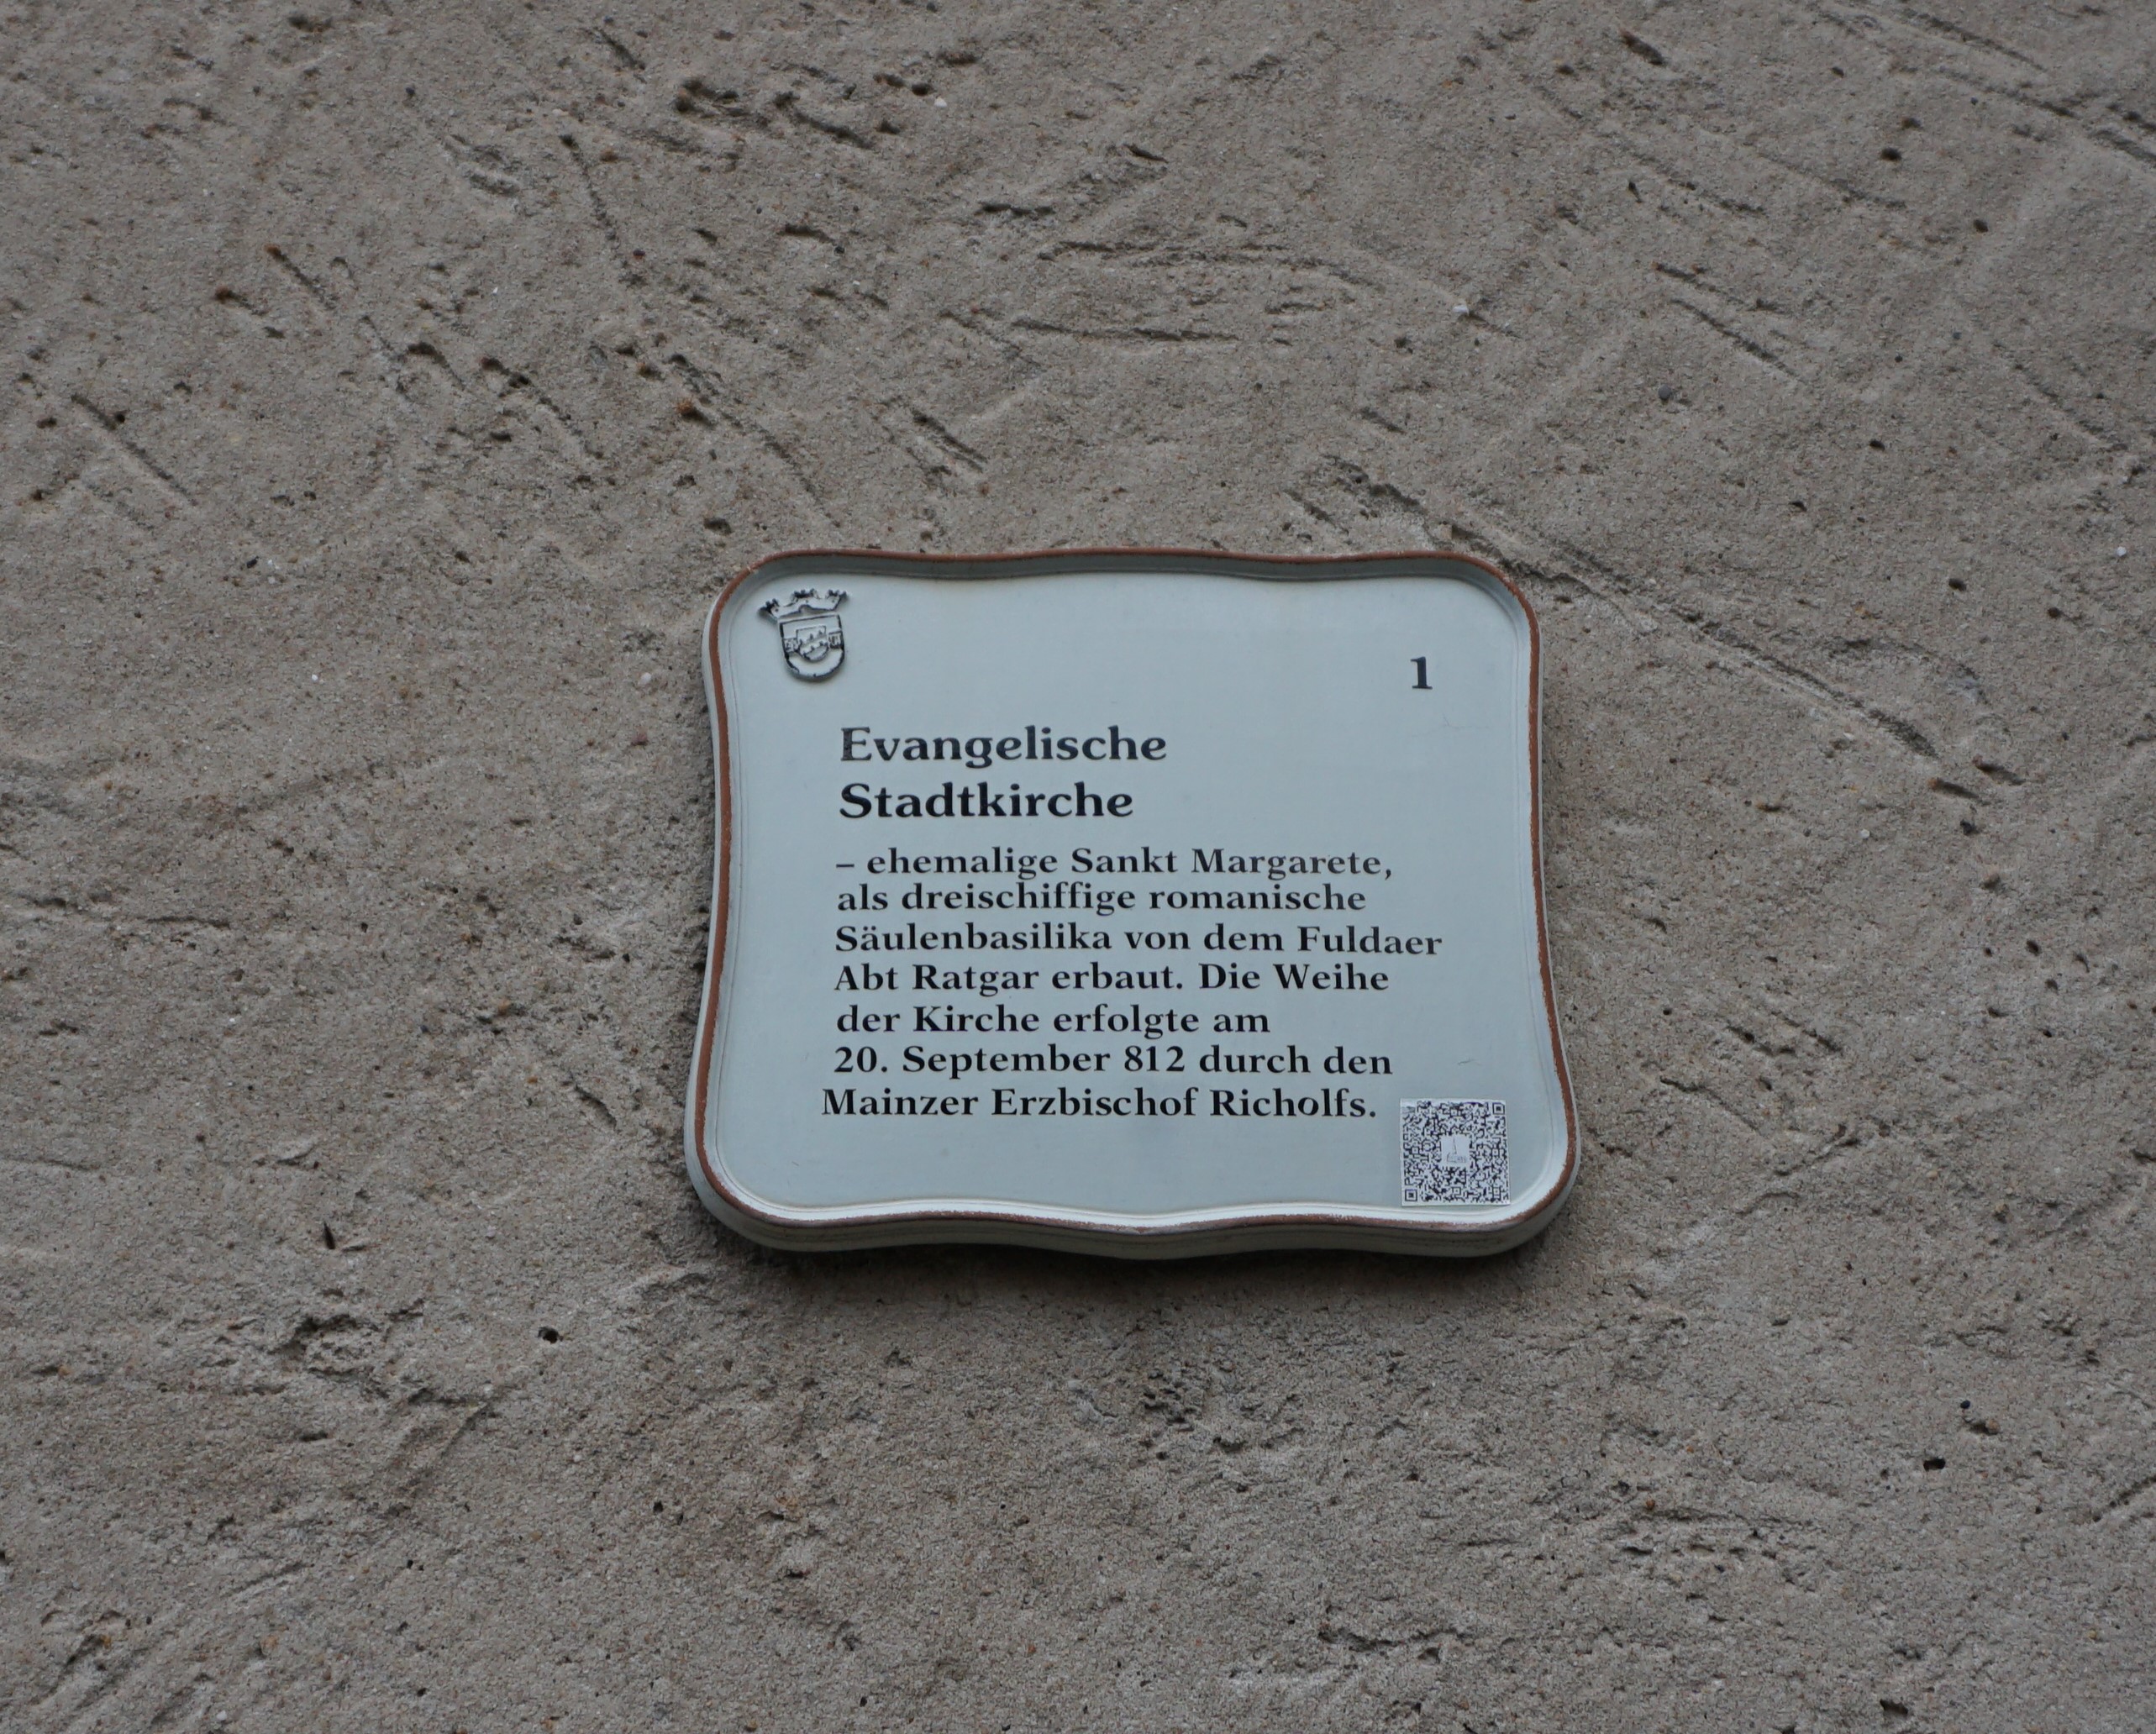 1
Evangelische
Stadtkirche
– ehemalige Sankt Margarete,
als dreischiffige romanische
Säulenbasilika von dem Fuldaer
Abt Ratgar erbaut. Die Weihe
der Kirche erfolgte am
20. September 812 durch den
Mainzer Erzbischof Richolfs.